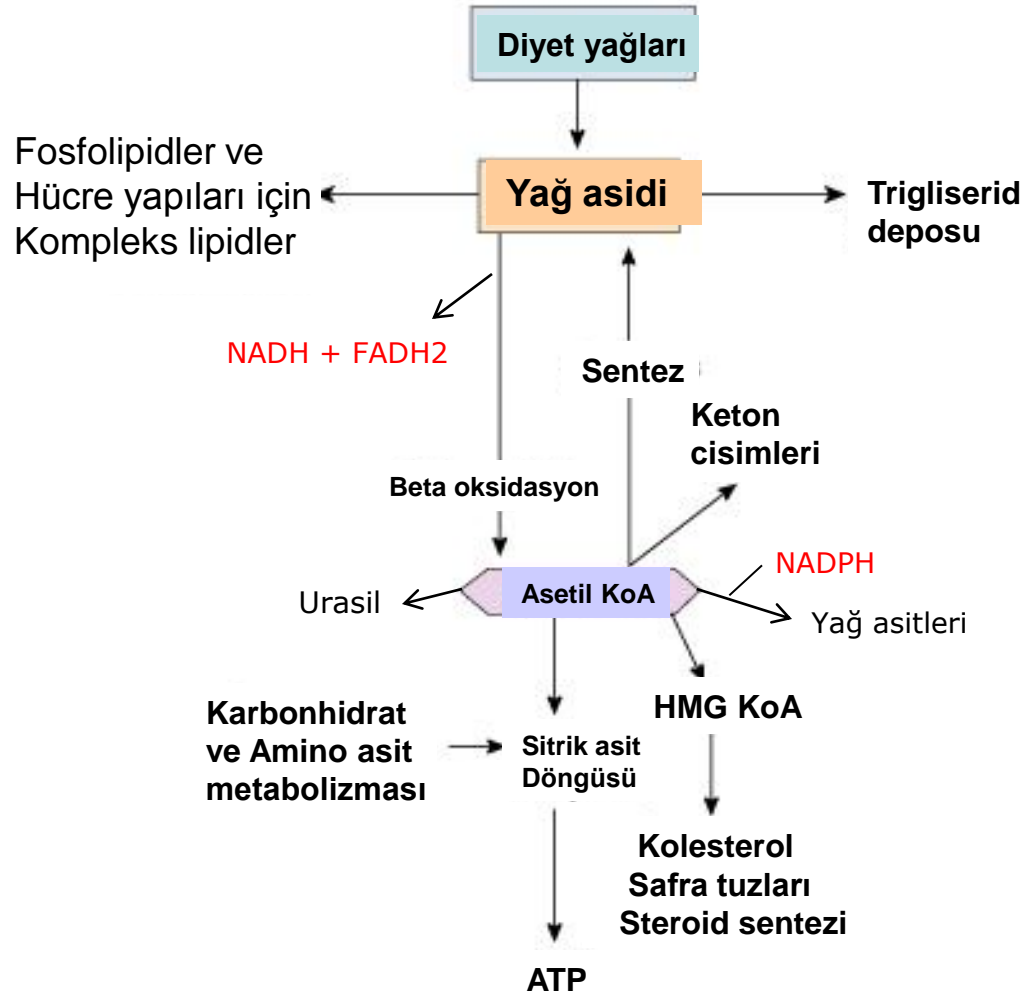 Diyet yağları
Fosfolipidler ve
Hücre yapıları için
Kompleks lipidler
Yağ asidi
Trigliserid
deposu
NADH + FADH2
Sentez
Keton
cisimleri
Beta oksidasyon
NADPH
Urasil
Asetil KoA
Yağ asitleri
Karbonhidrat
ve Amino asit
metabolizması
Sitrik asit
Döngüsü
HMG KoA
Kolesterol
Safra tuzları
Steroid sentezi
ATP